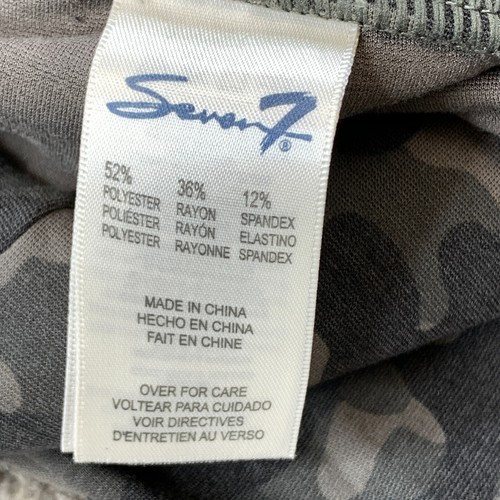 Seven7®
52% 36% 12%
POLYESTER RAYON SPANDEX
POLIÉSTER RAYÓN ELASTINO
POLYESTER RAYONNE SPANDEX
MADE IN CHINA
HECHO EN CHINA
FAIT EN CHINE
OVER FOR CARE
VOLTEAR PARA CUIDADO
VOIR DIRECTIVES
D'ENTRETIEN AU VERSO